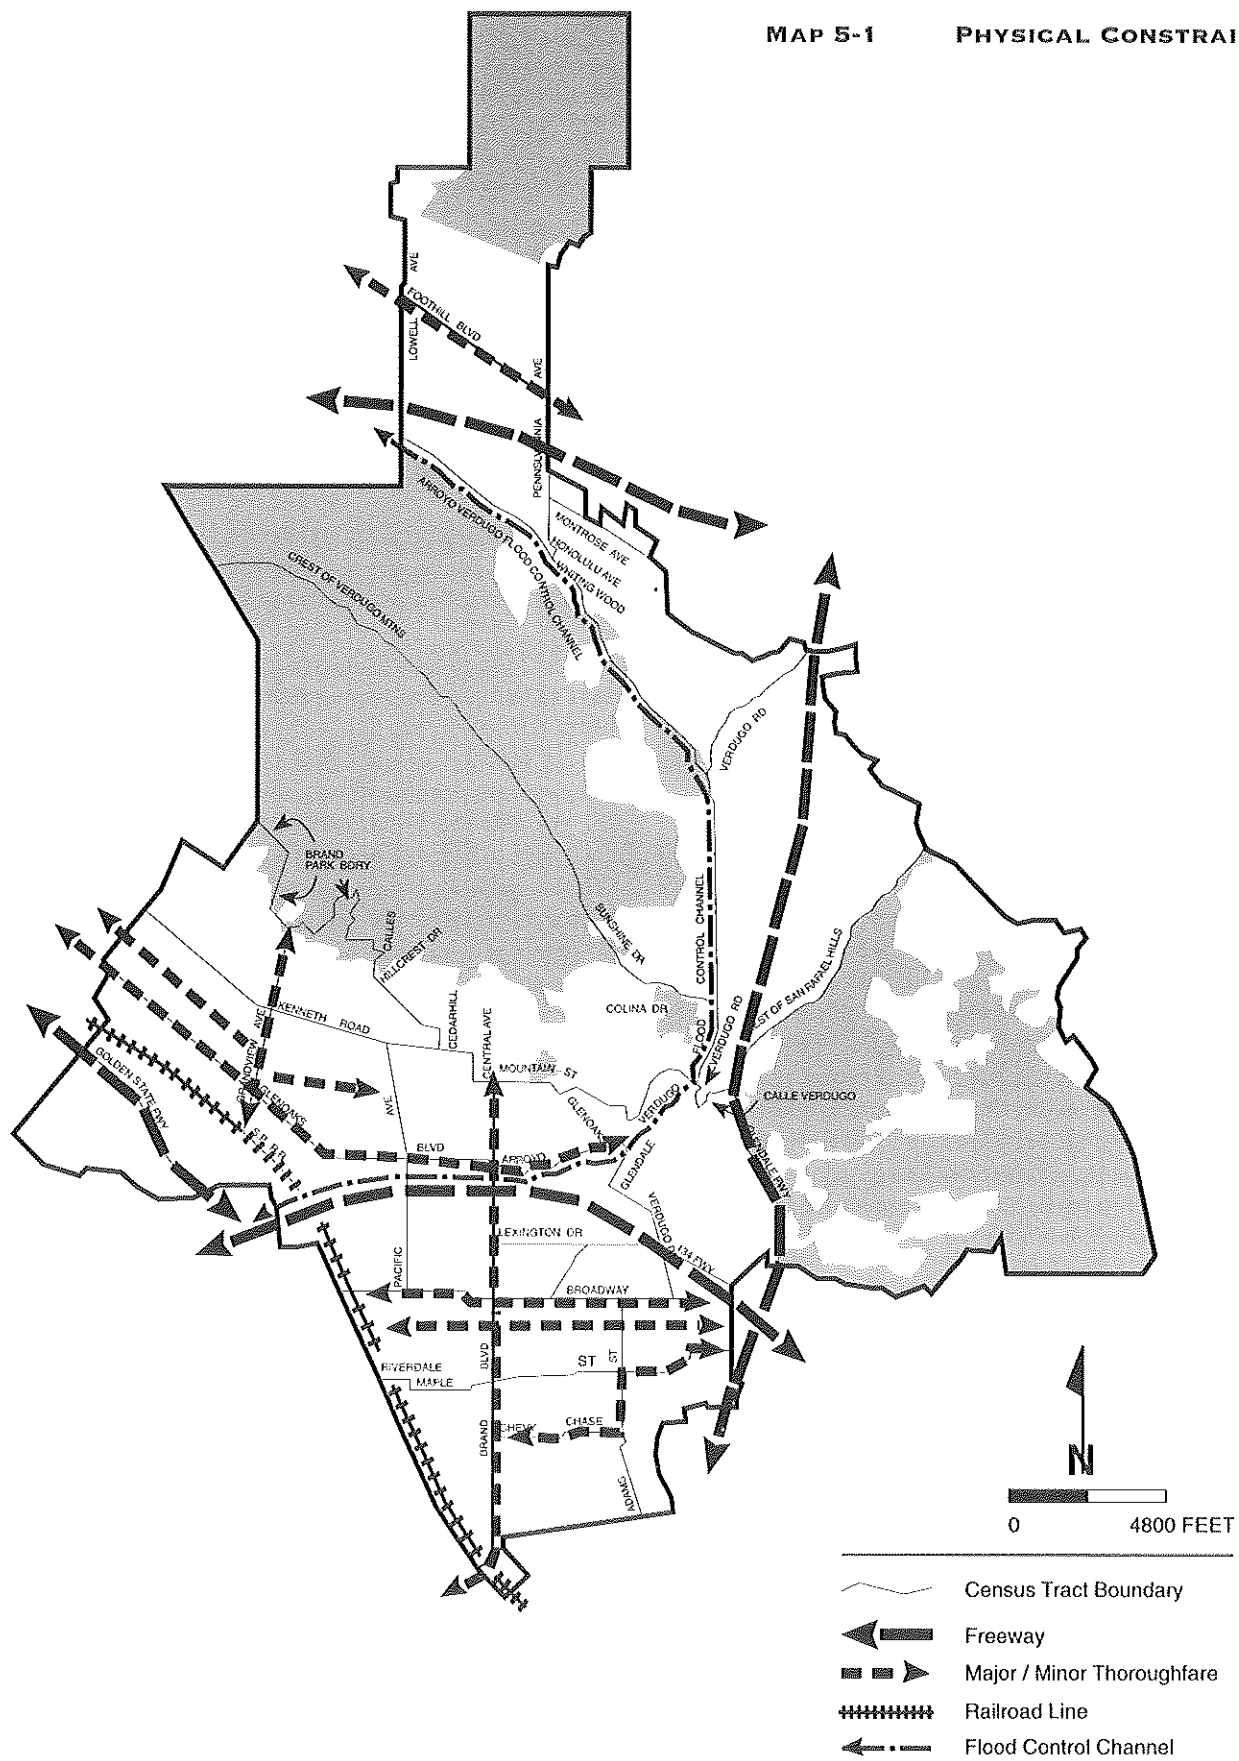 MAP 5-1 PHYSICAL CONSTRAI
AVE
FOOTHILL BLVD
LOWELL
AVE
PENNSLVANIA
ARROYO VERDUGO FLOOD CONTROL CHANNEL
MONTROSE AVE
HONOLULU AVE
WHITING WOOD
CREST OF VERDUGO MTNS
VERDUGO RD
BRAND
PARK BDRY
CALLES
HILLCREST DR
SUNSHINE DR
CONTROL CHANNEL
FLOOD
COLINA DR
VERDUGO RD
EST OF SAN RAFAEL HILLS
KENNETH ROAD
CEDARHILL
CENTRAL AVE
MOUNTAIN ST
GRANDVIEW AVE
GOLDEN STATE FWY
GLENOAKS
S.P. R.R.
AVE
BLVD
ARROYO
GLENOAK
VERDUGO
CALLE VERDUGO
GLENDALE
GLENDALE FWY
VERDUGO
134 FWY
LEXINGTON DR
PACIFIC
BROADWAY
RIVERDALE
MAPLE
ST
ST
BLVD
BRAND
CHEVY CHASE
ADAMS
N
0 4800 FEET
Census Tract Boundary
Freeway
Major / Minor Thoroughfare
Railroad Line
Flood Control Channel